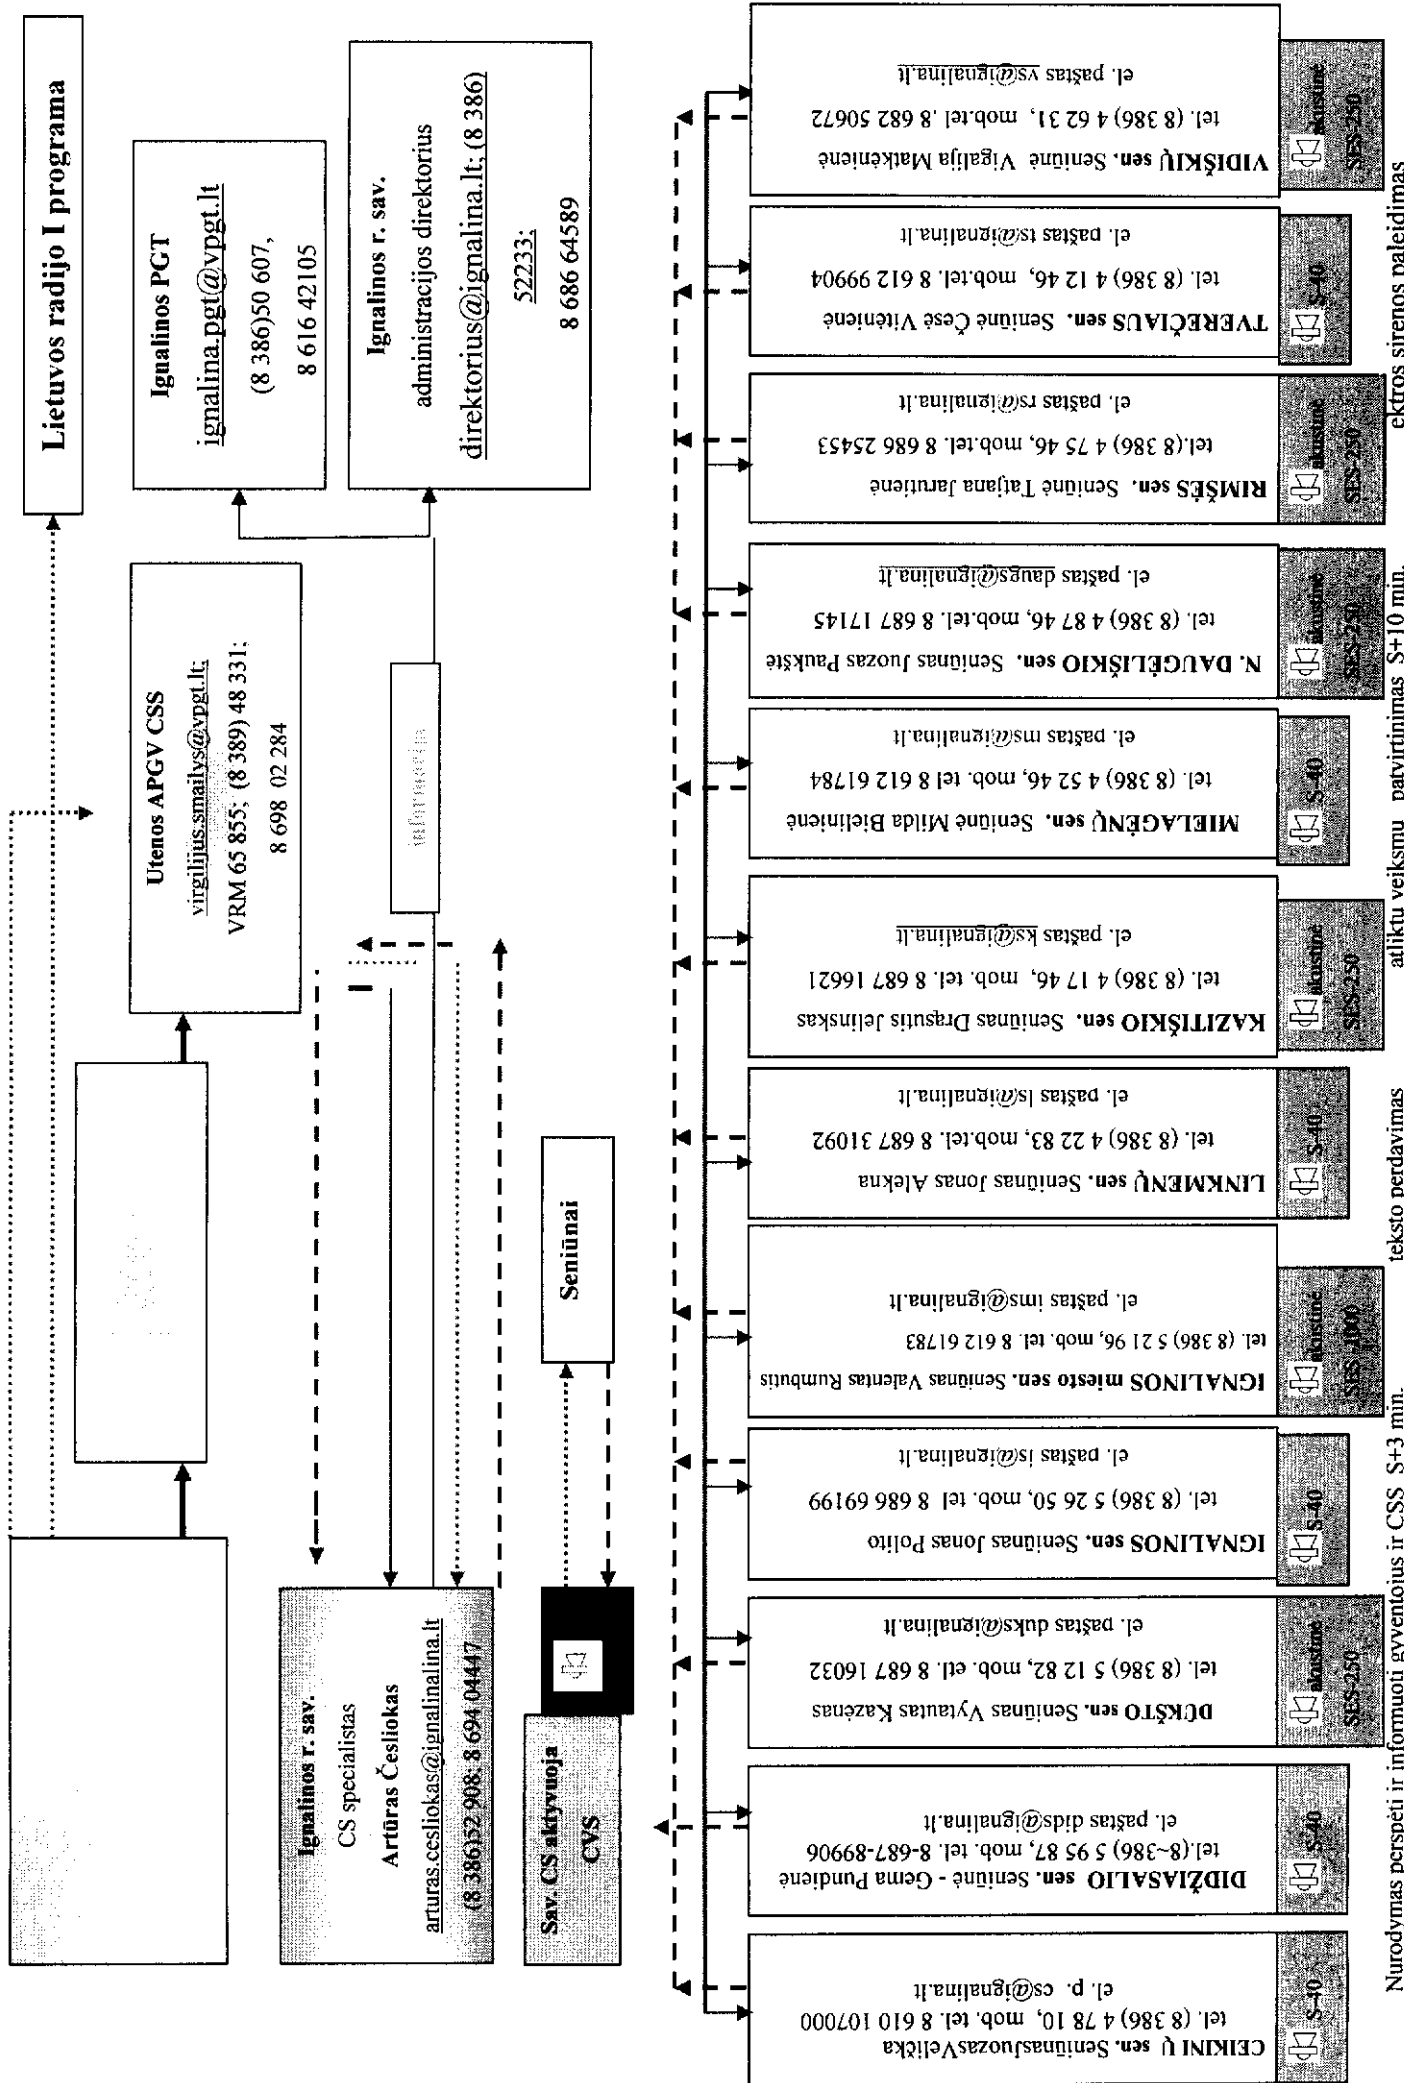 Lietuvos radijo I programa
Utenos APGV CSS
virgilijus.smailys@vpgt.lt;
VRM 65 855; (8 389) 48 331;
8 698 02 284
Ignalinos PGT
ignalina.pgt@vpgt.lt
(8 386)50 607,
8 616 42105
Ignalinos r. sav.
administracijos direktorius
direktorius@ignalina.lt; (8 386)
52233;
8 686 64589
informacija
Ignalinos r. sav.
CS specialistas
Artūras Česliokas
arturas.cesliokas@ignalinalina.lt
(8 386)52 908; 8 694 04447
Sav. CS aktyvuoja
CVS
Seniūnai
CEIKINI Ų sen. SeniūnasJuozasVelička
tel. (8 386) 4 78 10, mob. tel. 8 610 107000
el. p. cs@ignalina.lt
S-40
DIDŽIASALIO sen. Seniūnė - Gema Pundienė
tel.(8~386) 5 95 87, mob. tel. 8-687-89906
el. paštas dids@ignalina.lt
S-40
DŪKŠTO sen. Seniūnas Vytautas Kazėnas
tel. (8 386) 5 12 82, mob. etl. 8 687 16032
el. paštas duks@ignalina.lt
akustinė
SES-250
IGNALINOS sen. Seniūnas Jonas Polito
tel. (8 386) 5 26 50, mob. tel 8 686 69199
el. paštas is@ignalina.lt
S-40
IGNALINOS miesto sen. Seniūnas Valentas Rumbutis
tel. (8 386) 5 21 96, mob. tel. 8 612 61783
el. paštas ims@ignalina.lt
akustinė
SES -1000
LINKMENŲ sen. Seniūnas Jonas Alekna
tel. (8 386) 4 22 83, mob.tel. 8 687 31092
el. paštas ls@ignalina.lt
S-40
KAZITIŠKIO sen. Seniūnas Drąsutis Jelinskas
tel. (8 386) 4 17 46, mob. tel. 8 687 16621
el. paštas ks@ignalina.lt
akustinė
SES-250
MIELAGĖNŲ sen. Seniūnė Milda Bielinienė
tel. (8 386) 4 52 46, mob. tel 8 612 61784
el. paštas ms@ignalina.lt
S-40
N. DAUGĖLIŠKIO sen. Seniūnas Juozas Paukštė
tel. (8 386) 4 87 46, mob.tel. 8 687 17145
el. paštas daugs@ignalina.lt
akustinė
SES-250
RIMŠĖS sen. Seniūnė Tatjana Jarutienė
tel.(8 386) 4 75 46, mob.tel. 8 686 25453
el. paštas rs@ignalina.lt
akustinė
SES-250
TVEREČIAUS sen. Seniūnė Česė Vitėnienė
tel. (8 386) 4 12 46, mob.tel. 8 612 99904
el. paštas ts@ignalina.lt
S-40
VIDIŠKIŲ sen. Seniūnė Vigalija Matkėnienė
tel. (8 386) 4 62 31, mob.tel .8 682 50672
el. paštas vs@ignalina.lt
akustinė
SES-250
Nurodymas perspėti ir informuoti gyventojus ir CSS S+3 min. teksto perdavimas atliktu veiksmu patvirtinimas S+10 min. ektros sirenos paleidimas